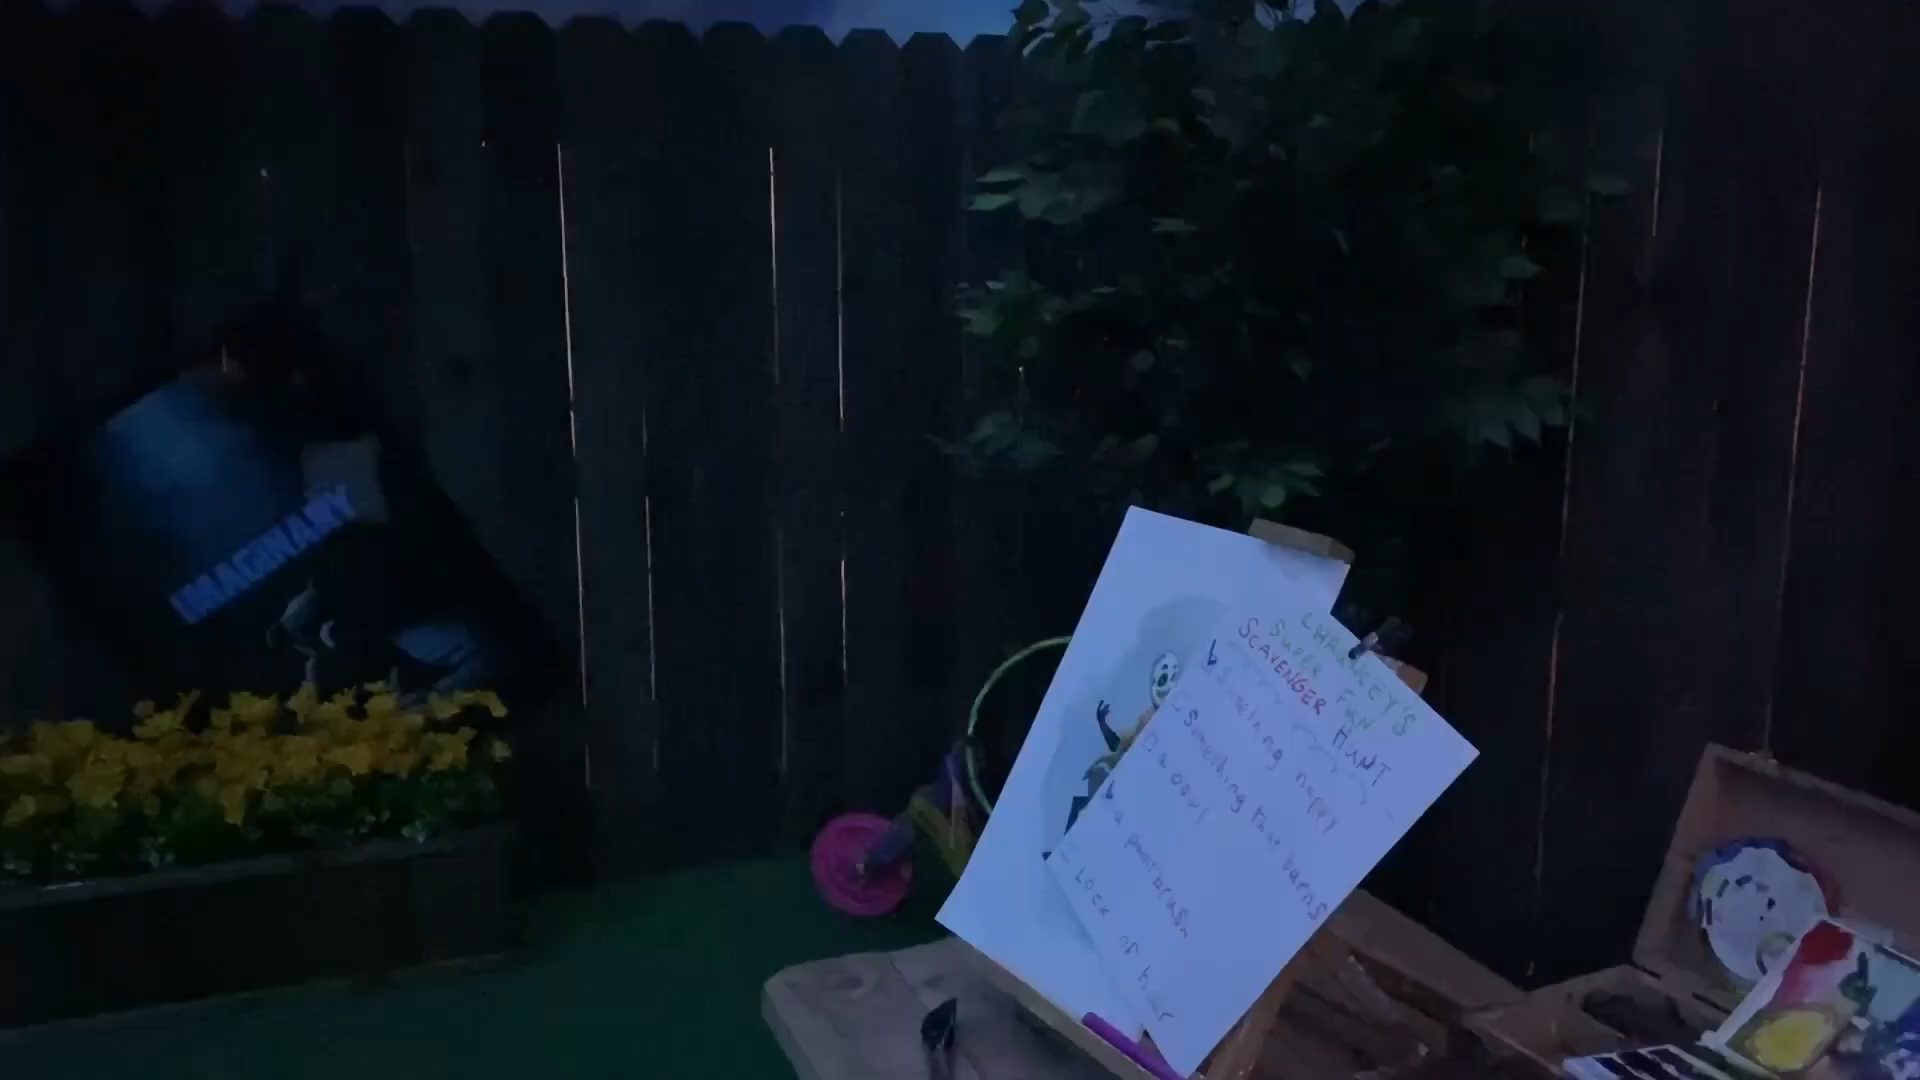 IMAGINARY
CHAUNCEY'S
SUPER FUN
SCAVENGER HUNT
Something happy
Something that burns
a paintbrush
Lock of hair